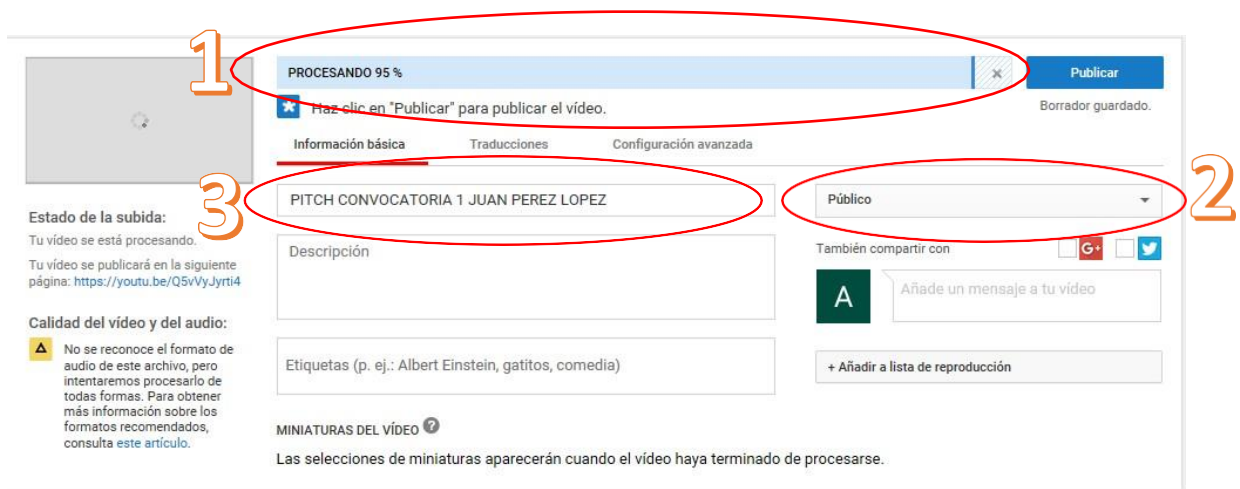 1
PROCESANDO 95 %
Publicar
Haz clic en "Publicar" para publicar el vídeo.
Borrador guardado.
Información básica
Traducciones
Configuración avanzada
3
PITCH CONVOCATORIA 1 JUAN PEREZ LOPEZ
Público
2
Estado de la subida:
Tu vídeo se está procesando.
Tu vídeo se publicará en la siguiente
página: https://youtu.be/Q5vVyJyrti4
Descripción
También compartir con
G+
A
Añade un mensaje a tu vídeo
Calidad del vídeo y del audio:
No se reconoce el formato de
audio de este archivo, pero
intentaremos procesarlo de
todas formas. Para obtener
más información sobre los
formatos recomendados,
consulta este artículo.
Etiquetas (p. ej.: Albert Einstein, gatitos, comedia)
+ Añadir a lista de reproducción
MINIATURAS DEL VÍDEO ?
Las selecciones de miniaturas aparecerán cuando el vídeo haya terminado de procesarse.